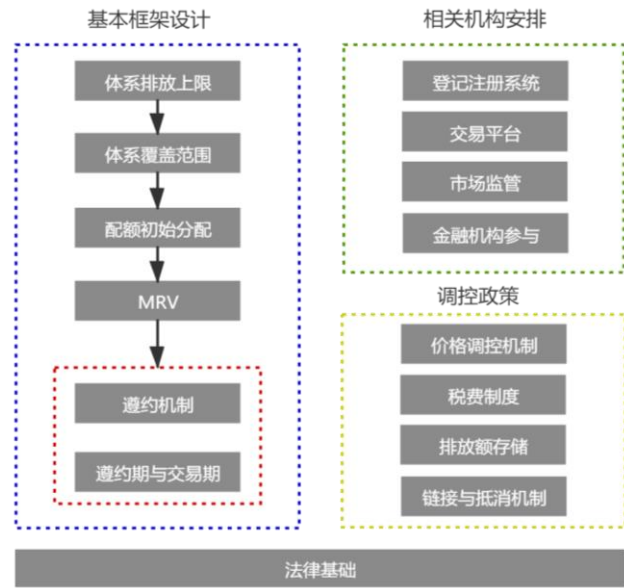 基本框架设计
体系排放上限
体系覆盖范围
配额初始分配
MRV
遵约机制
遵约期与交易期
相关机构安排
登记注册系统
交易平台
市场监管
金融机构参与
调控政策
价格调控机制
税费制度
排放额存储
链接与抵消机制
法律基础